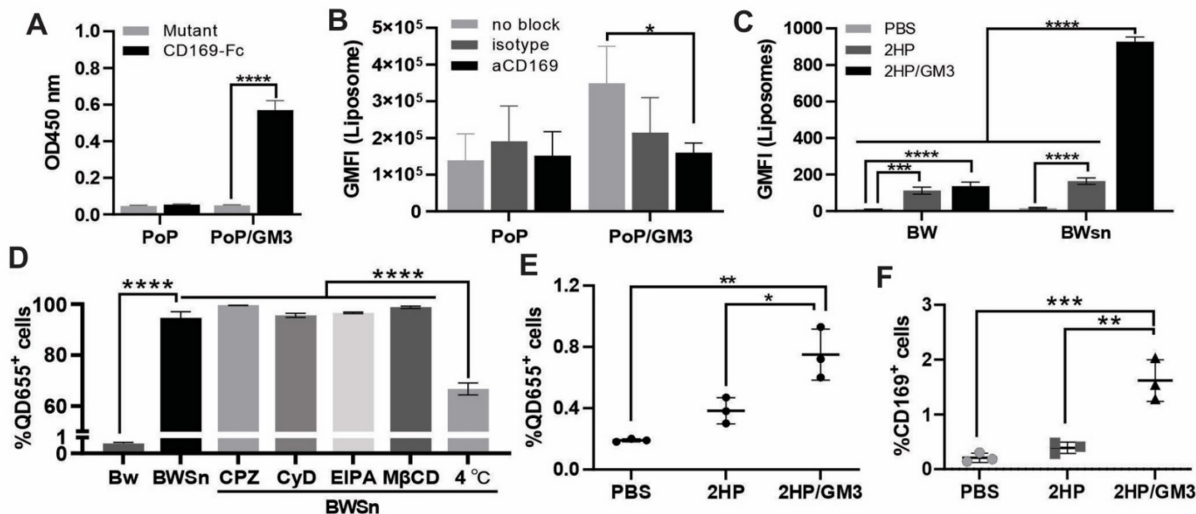 A
Mutant
CD169-Fc
OD450 nm
1.0
0.8
0.6
0.4
0.2
0.0
****
PoP
PoP/GM3
B
no block
isotype
aCD169
GMFI (Liposome)
5×10⁵
4×10⁵
3×10⁵
2×10⁵
1×10⁵
0
*
PoP
PoP/GM3
C
PBS
2HP
2HP/GM3
GMFI (Liposomes)
1000
800
600
400
200
0
****
****
***
****
BW
BWsn
D
%QD655⁺ cells
100
80
60
1
0
****
****
Bw
BWSn
CPZ
CyD
EIPA
MβCD
4 °C
BWSn
E
%QD655⁺ cells
1.2
0.8
0.4
0.0
**
*
PBS
2HP
2HP/GM3
F
%CD169⁺ cells
3
2
1
0
***
**
PBS
2HP
2HP/GM3